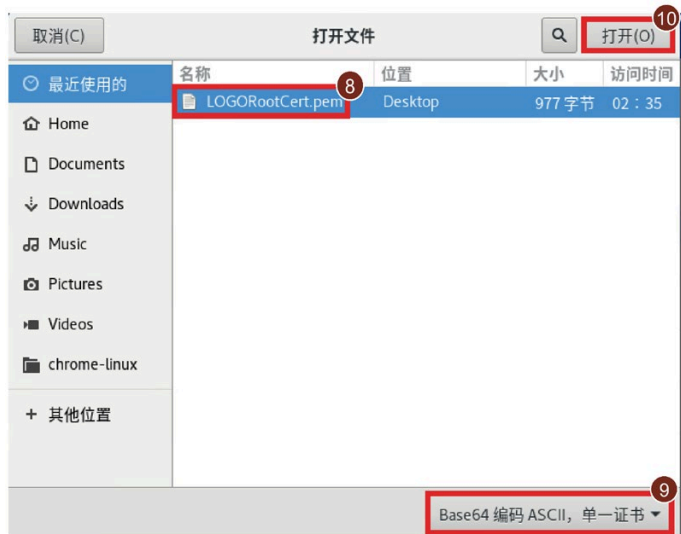 取消(C) 打开文件 打开(O) 10
最近使用的
名称 8 位置 大小 访问时间
LOGORootCert.pem Desktop 977 字节 02：35
Home
Documents
Downloads
Music
Pictures
Videos
chrome-linux
+ 其他位置
9
Base64 编码 ASCII，单一证书